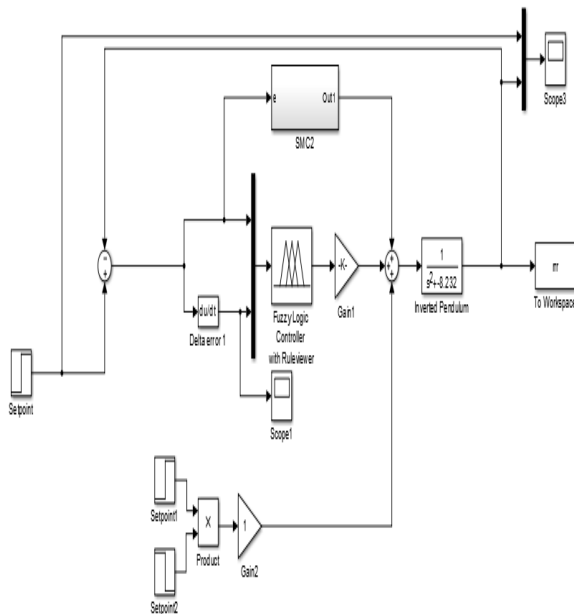 Scope3
e
Out1
SMC2
du/dt
Delta error 1
Fuzzy Logic
Controller
with Ruleviewer
-K-
Gain1
1
s²+-8.232
Inverted Pendulum
rr
To Workspace
Setpoint
Scope1
Setpoint1
Setpoint2
×
Product
1
Gain2